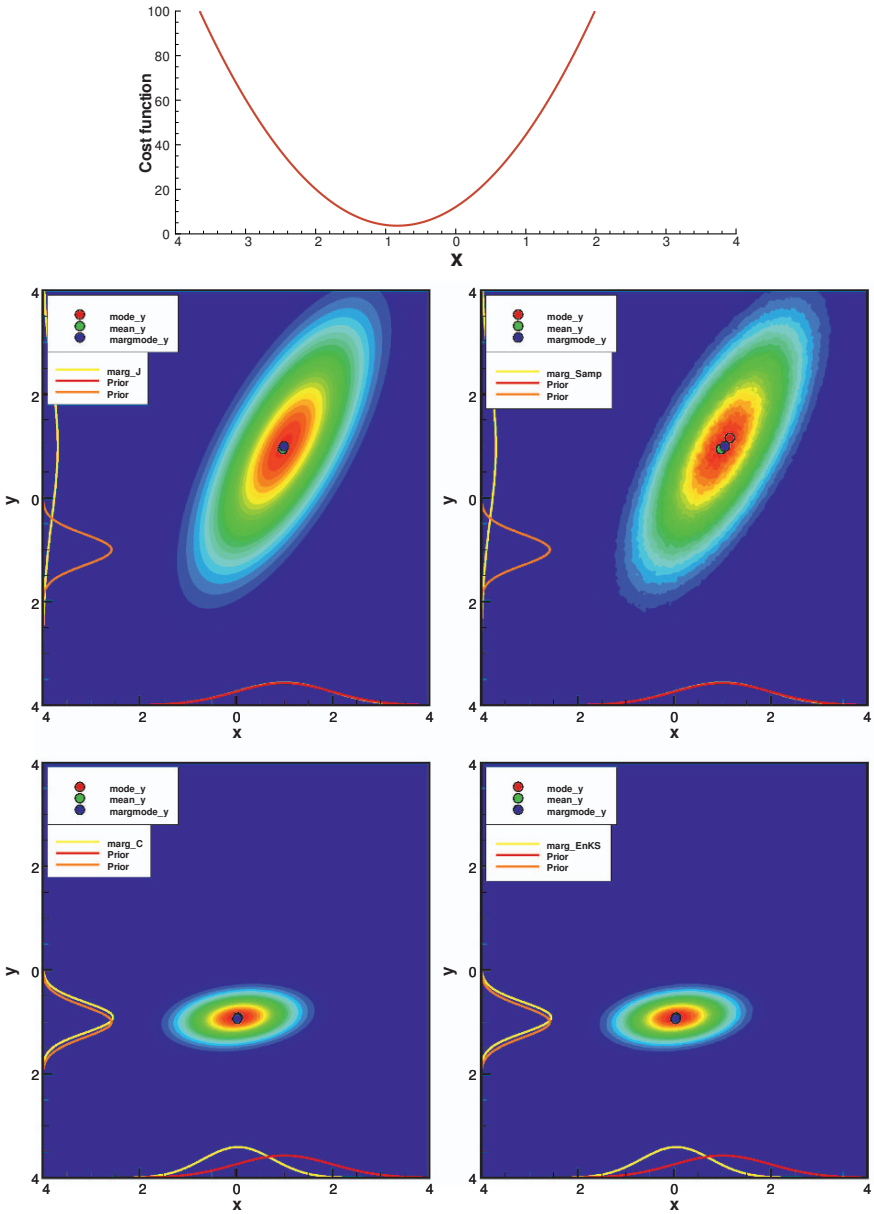 100
80
60
40
20
0
Cost function
4 3 2 1 0 1 2 3 4
x
4
2
0
2
4
y
mode_y
mean_y
margmode_y
marg_J
Prior
Prior
4 2 0 2 4
x
4
2
0
2
4
y
mode_y
mean_y
margmode_y
marg_Samp
Prior
Prior
4 2 0 2 4
x
4
2
0
2
4
y
mode_y
mean_y
margmode_y
marg_C
Prior
Prior
4 2 0 2 4
x
4
2
0
2
4
y
mode_y
mean_y
margmode_y
marg_EnKS
Prior
Prior
4 2 0 2 4
x